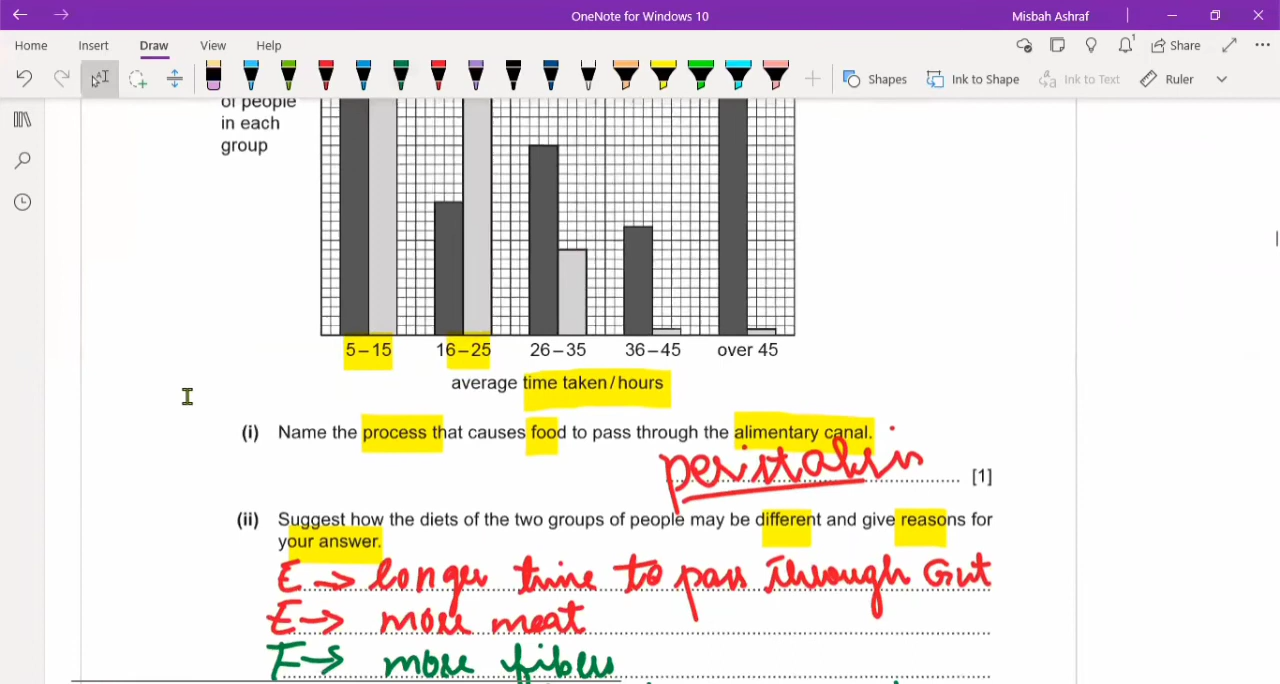 OneNote for Windows 10
Misbah Ashraf
Home Insert Draw View Help
Share
Shapes Ink to Shape Ink to Text Ruler
of people
in each
group
5–15 16–25 26–35 36–45 over 45
average time taken/hours
(i) Name the process that causes food to pass through the alimentary canal.
peristalsis [1]
(ii) Suggest how the diets of the two groups of people may be different and give reasons for
your answer.
E → longer time to pass through Gut
E → more meat
F → more fibers